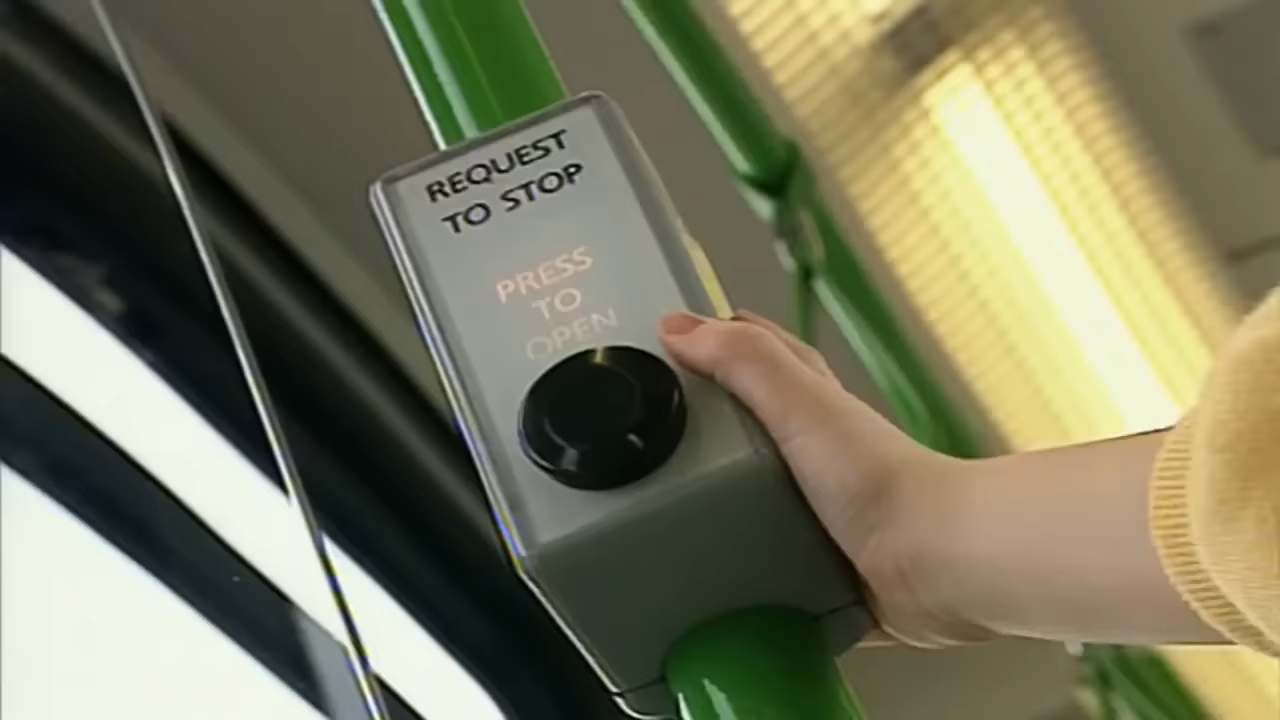 REQUEST
TO STOP
PRESS
TO
OPEN